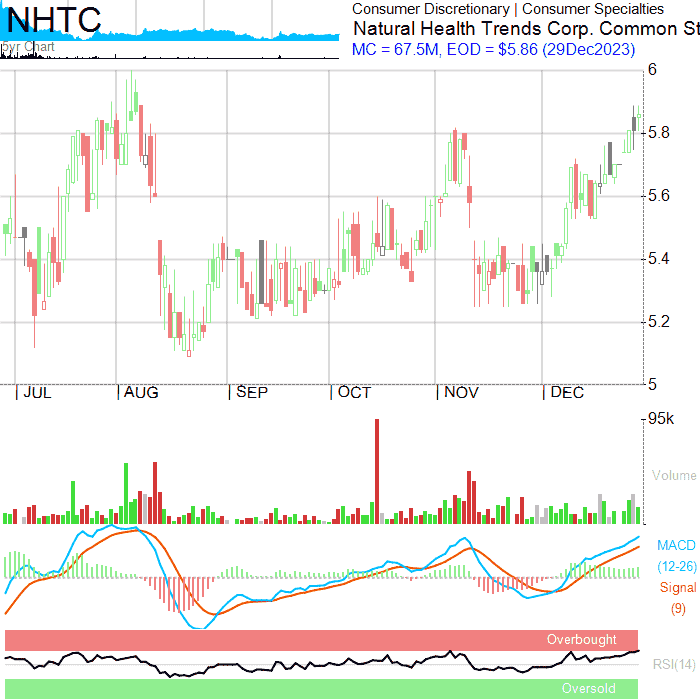 NHTC
5yr Chart
Consumer Discretionary | Consumer Specialties
Natural Health Trends Corp. Common St
MC = 67.5M, EOD = $5.86 (29Dec2023)
6
5.8
5.6
5.4
5.2
5
| JUL | AUG | SEP | OCT | NOV | DEC
95k
Volume
MACD
(12-26)
Signal
(9)
Overbought
RSI(14)
Oversold